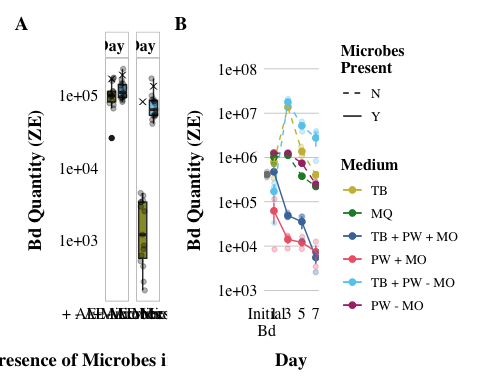 A
B
Day
Bd Quantity (ZE)
1e+05
1e+04
1e+03
resence of Microbes i
Bd Quantity (ZE)
1e+08
1e+07
1e+06
1e+05
1e+04
1e+03
Initial 1 3 5 7
Bd
Day
Microbes
Present
N
Y
Medium
TB
MQ
TB + PW + MO
PW + MO
TB + PW - MO
PW - MO